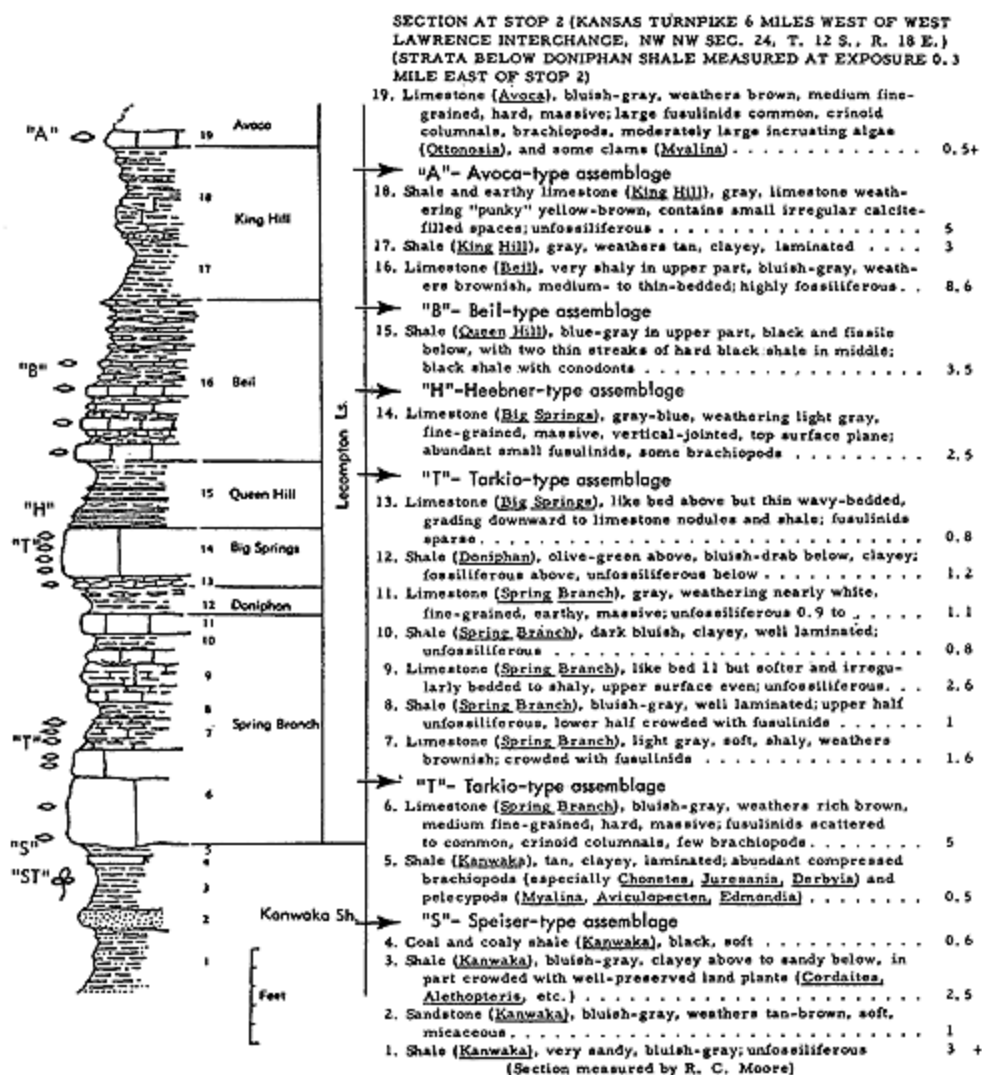 SECTION AT STOP 2 (KANSAS TURNPIKE 6 MILES WEST OF WEST
LAWRENCE INTERCHANGE, NW NW SEC. 24, T. 12 S., R. 18 E.)
(STRATA BELOW DONIPHAN SHALE MEASURED AT EXPOSURE 0.3
MILE EAST OF STOP 2)
19. Limestone (Avoca), bluish-gray, weathers brown, medium fine-
grained, hard, massive; large fusulinids common, crinoid
columnals, brachiopods, moderately large incrusting algae
(Ottonosia), and some clams (Myalina) . . . . . . . . . . . . 0.5+
"A"- Avoca-type assemblage
18. Shale and earthy limestone (King Hill), gray, limestone weath-
ering "punky" yellow-brown, contains small irregular calcite-
filled spaces; unfossiliferous . . . . . . . . . . . . . . . . . 5
17. Shale (King Hill), gray, weathers tan, clayey, laminated . . . . 3
16. Limestone (Beil), very shaly in upper part, bluish-gray, weath-
ers brownish, medium- to thin-bedded; highly fossiliferous . . 8.6
"B"- Beil-type assemblage
15. Shale (Queen Hill), blue-gray in upper part, black and fissile
below, with two thin streaks of hard black shale in middle;
black shale with conodonts . . . . . . . . . . . . . . . . . . 3.5
"H"-Heebner-type assemblage
14. Limestone (Big Springs), gray-blue, weathering light gray,
fine-grained, massive, vertical-jointed, top surface plane;
abundant small fusulinids, some brachiopods . . . . . . . . . 2.5
"T"- Tarkio-type assemblage
13. Limestone (Big Springs), like bed above but thin wavy-bedded,
grading downward to limestone nodules and shale; fusulinids
sparse. . . . . . . . . . . . . . . . . . . . . . . . . . . . 0.8
12. Shale (Doniphan), olive-green above, bluish-drab below, clayey;
fossiliferous above, unfossiliferous below . . . . . . . . . . 1.2
11. Limestone (Spring Branch), gray, weathering nearly white,
fine-grained, earthy, massive; unfossiliferous 0.9 to . . . . . 1.1
10. Shale (Spring Branch), dark bluish, clayey, well laminated;
unfossiliferous . . . . . . . . . . . . . . . . . . . . . . . 0.8
9. Limestone (Spring Branch), like bed 11 but softer and irregu-
larly bedded to shaly, upper surface even; unfossiliferous. . . 2.6
8. Shale (Spring Branch), bluish-gray, well laminated; upper half
unfossiliferous, lower half crowded with fusulinids . . . . . . 1
7. Limestone (Spring Branch), light gray, soft, shaly, weathers
brownish; crowded with fusulinids . . . . . . . . . . . . . . 1.6
"T"- Tarkio-type assemblage
6. Limestone (Spring Branch), bluish-gray, weathers rich brown,
medium fine-grained, hard, massive; fusulinids scattered
to common, crinoid columnals, few brachiopods. . . . . . . . 5
5. Shale (Kanwaka), tan, clayey, laminated; abundant compressed
brachiopods (especially Chonetes, Juresania, Derbyia) and
pelecypods (Myalina, Aviculopecten, Edmondia) . . . . . . . . 0.5
"S"- Speiser-type assemblage
4. Coal and coaly shale (Kanwaka), black, soft . . . . . . . . . . 0.6
3. Shale (Kanwaka), bluish-gray, clayey above to sandy below, in
part crowded with well-preserved land plants (Cordaites,
Alethopteris, etc.) . . . . . . . . . . . . . . . . . . . . . 2.5
2. Sandstone (Kanwaka), bluish-gray, weathers tan-brown, soft,
micaceous . . . . . . . . . . . . . . . . . . . . . . . . . . 1
1. Shale (Kanwaka), very sandy, bluish-gray; unfossiliferous 3 +
(Section measured by R. C. Moore)
"A" 19 Avoca
18
King Hill
17
"B" 16 Beil
Lecompton Ls.
15 Queen Hill
"H"
"T" 14 Big Springs
13
12 Doniphan
11
10
9
8
Spring Branch
"T" 7
6
"S" 5
4
"ST" 3
2 Kanwaka Sh.
1
Feet